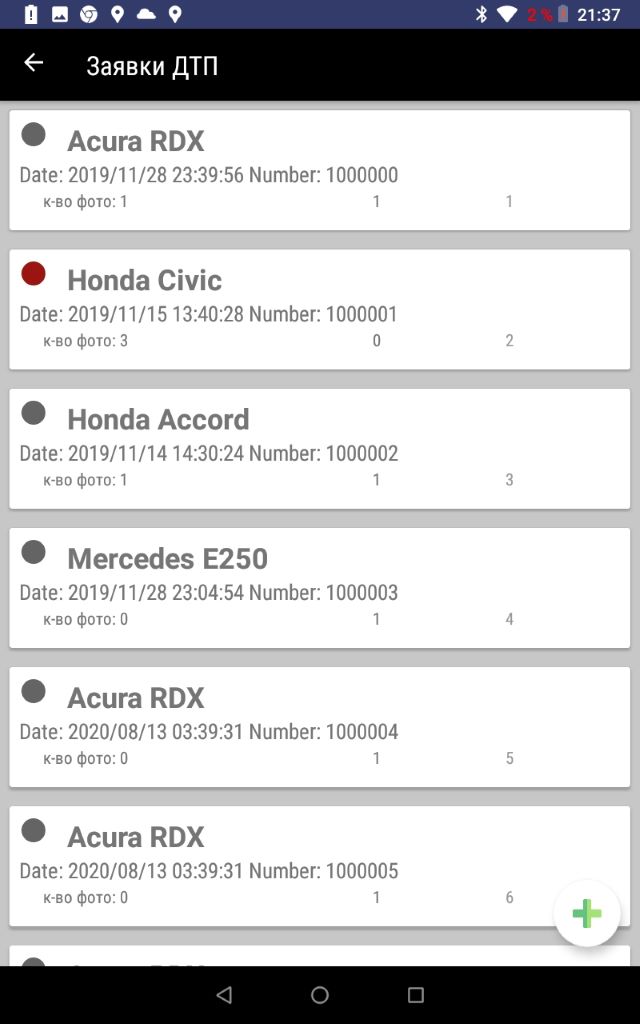 2 % 21:37
Заявки ДТП
Acura RDX
Date: 2019/11/28 23:39:56 Number: 1000000
к-во фото: 1 1 1
Honda Civic
Date: 2019/11/15 13:40:28 Number: 1000001
к-во фото: 3 0 2
Honda Accord
Date: 2019/11/14 14:30:24 Number: 1000002
к-во фото: 1 1 3
Mercedes E250
Date: 2019/11/28 23:04:54 Number: 1000003
к-во фото: 0 1 4
Acura RDX
Date: 2020/08/13 03:39:31 Number: 1000004
к-во фото: 0 1 5
Acura RDX
Date: 2020/08/13 03:39:31 Number: 1000005
к-во фото: 0 1 6